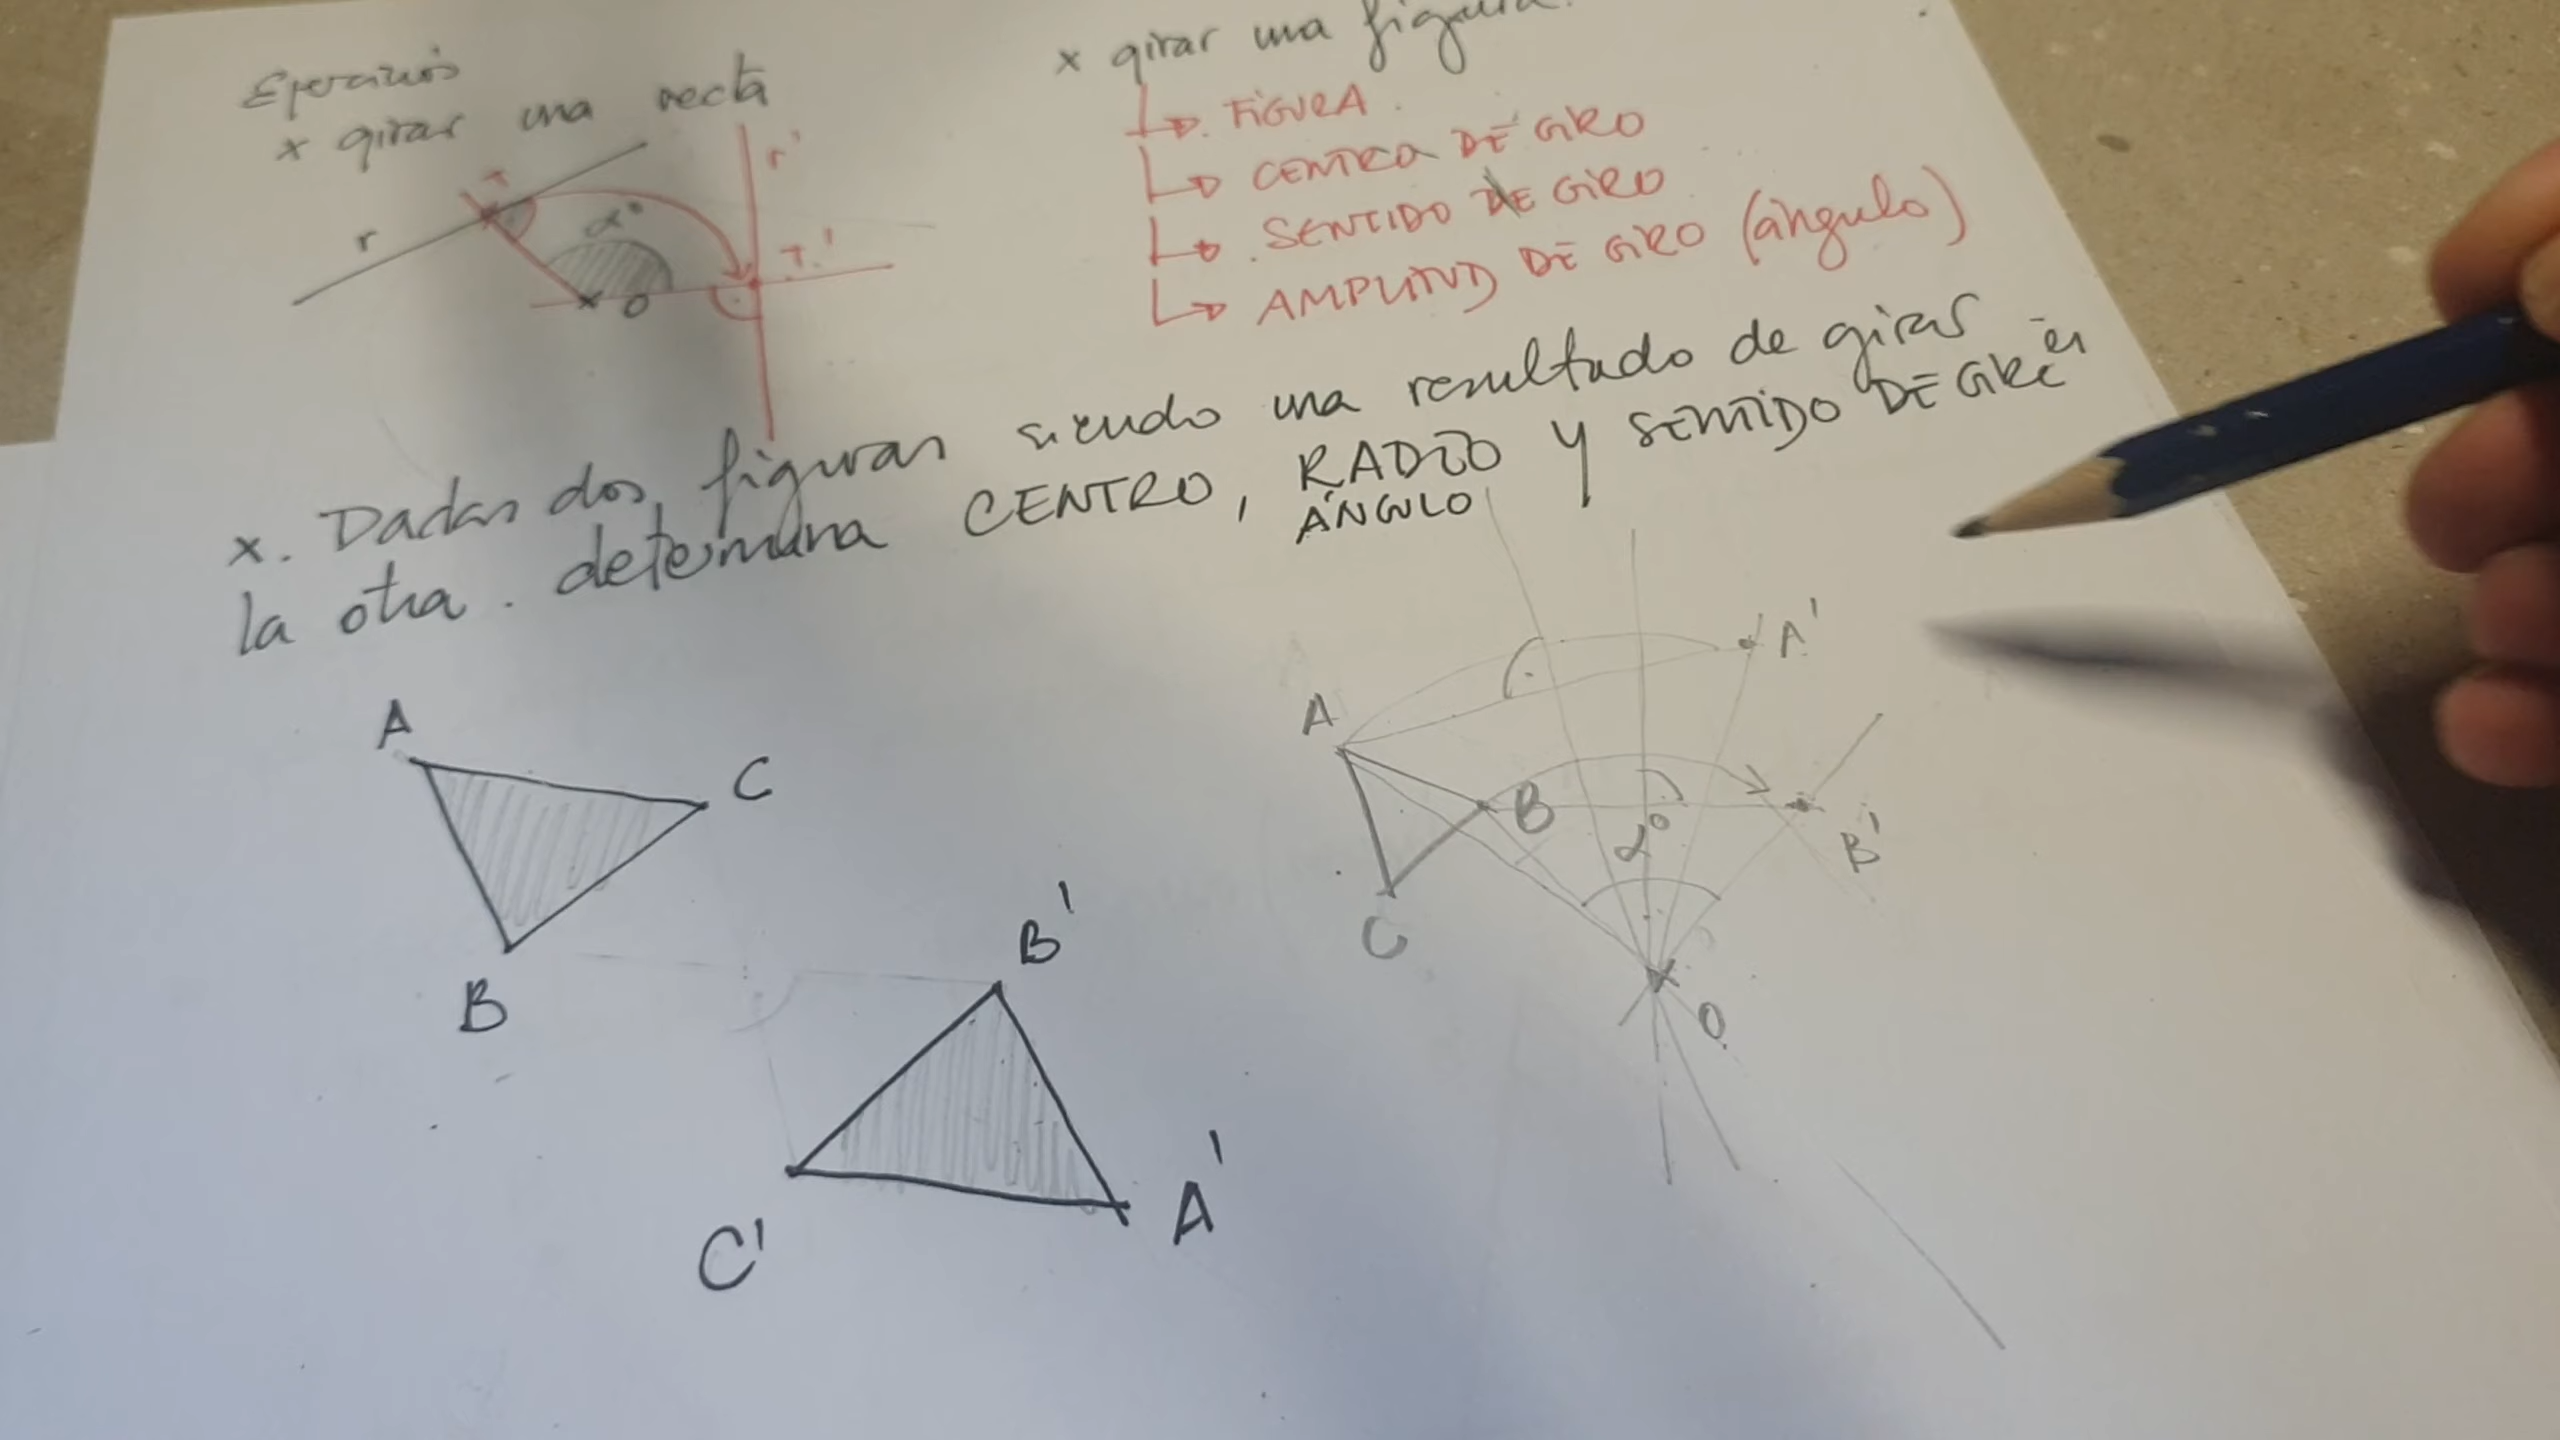 Ejercicios
x girar una recta
r
T
α°
O
r'
T'
x girar una figura.
FIGURA.
CENTRO DE GIRO
SENTIDO DE GIRO
AMPLITUD DE GIRO (ángulo)
x. Dadas dos figuras siendo una resultado de girar
la otra. determina CENTRO, RADIO Y SENTIDO DE GIRO
ÁNGULO
A
C
B
B'
C'
A'
A
A'
B
α°
B'
C
O